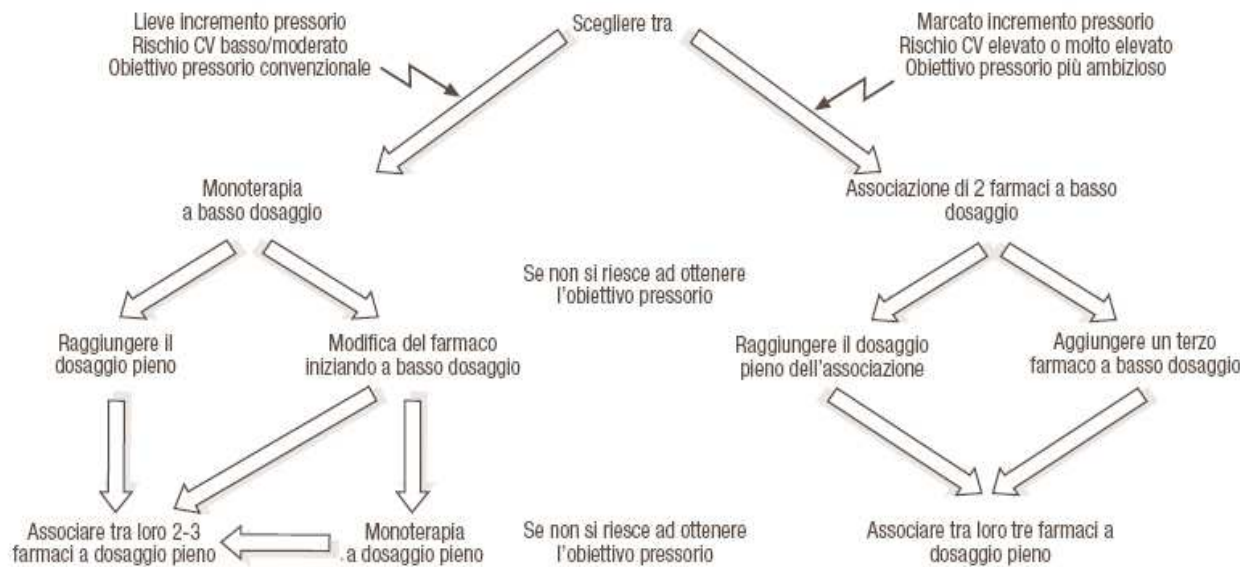 Lieve incremento pressorio
Rischio CV basso/moderato
Obiettivo pressorio convenzionale
Scegliere tra
Marcato incremento pressorio
Rischio CV elevato o molto elevato
Obiettivo pressorio più ambizioso
Monoterapia
a basso dosaggio
Associazione di 2 farmaci a basso
dosaggio
Se non si riesce ad ottenere
l'obiettivo pressorio
Raggiungere il
dosaggio pieno
Modifica del farmaco
iniziando a basso dosaggio
Raggiungere il dosaggio
pieno dell'associazione
Aggiungere un terzo
farmaco a basso dosaggio
Associare tra loro 2-3
farmaci a dosaggio pieno
Monoterapia
a dosaggio pieno
Se non si riesce ad ottenere
l'obiettivo pressorio
Associare tra loro tre farmaci a
dosaggio pieno